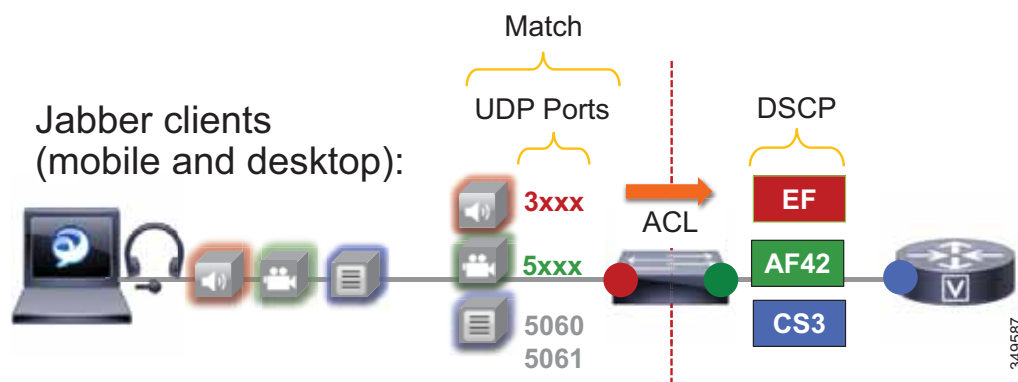 Match
UDP Ports
DSCP
Jabber clients
(mobile and desktop):
3xxx
ACL
EF
5xxx
AF42
V
5060
5061
CS3
349587